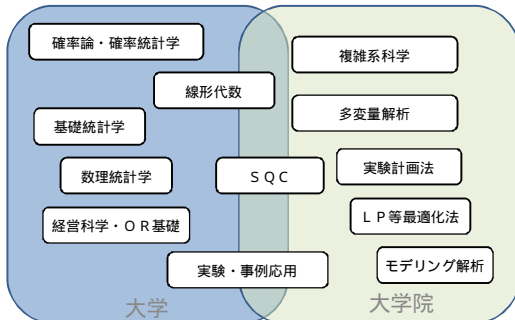 確率論・確率統計学
複雑系科学
線形代数
多変量解析
基礎統計学
実験計画法
数理統計学
ＳＱＣ
ＬＰ等最適化法
経営科学・ＯＲ基礎
モデリング解析
実験・事例応用
大学
大学院